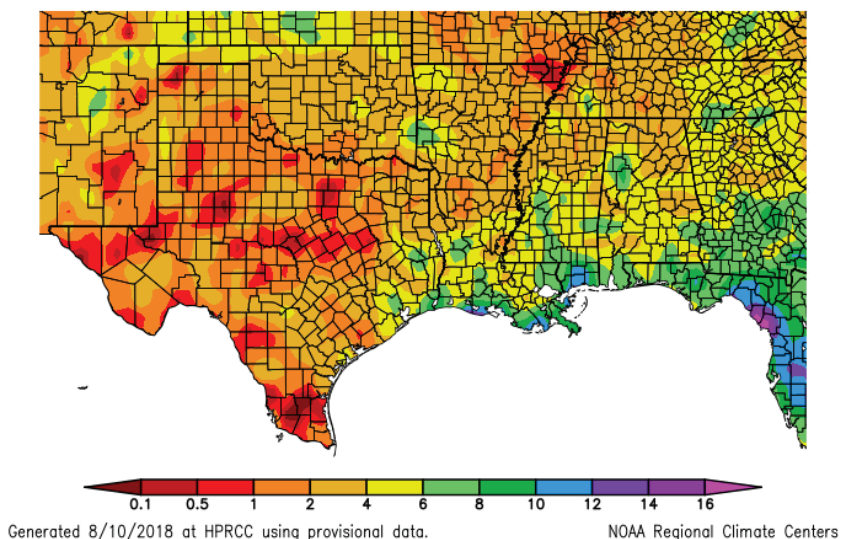 0.1 0.5 1 2 4 6 8 10 12 14 16
Generated 8/10/2018 at HPRCC using provisional data. NOAA Regional Climate Centers